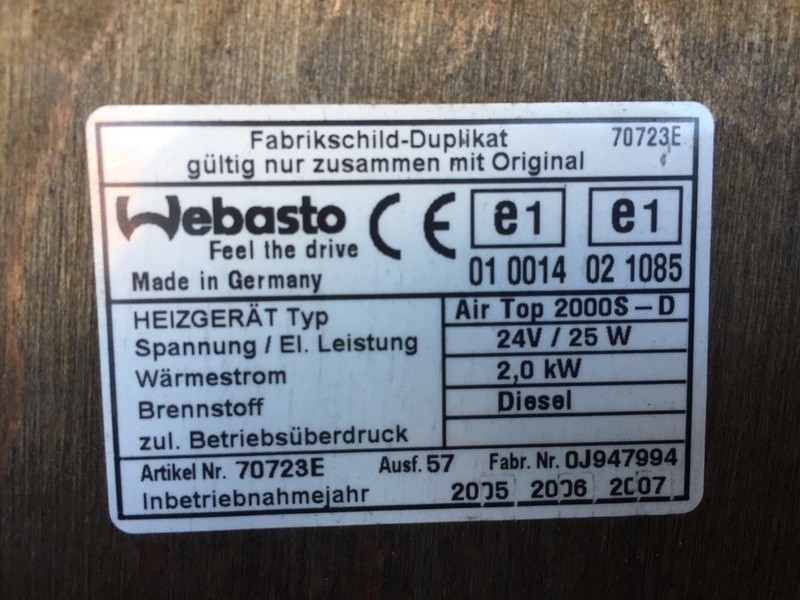 Fabrikschild-Duplikat 70723E
gültig nur zusammen mit Original
Webasto CE e1 e1
Feel the drive
Made in Germany 01 0014 02 1085
HEIZGERÄT Typ Air Top 2000S – D
Spannung / El. Leistung 24V / 25 W
Wärmestrom 2,0 kW
Brennstoff Diesel
zul. Betriebsüberdruck
Artikel Nr. 70723E Ausf. 57 Fabr. Nr. 0J947994
Inbetriebnahmejahr 2005 2006 2007